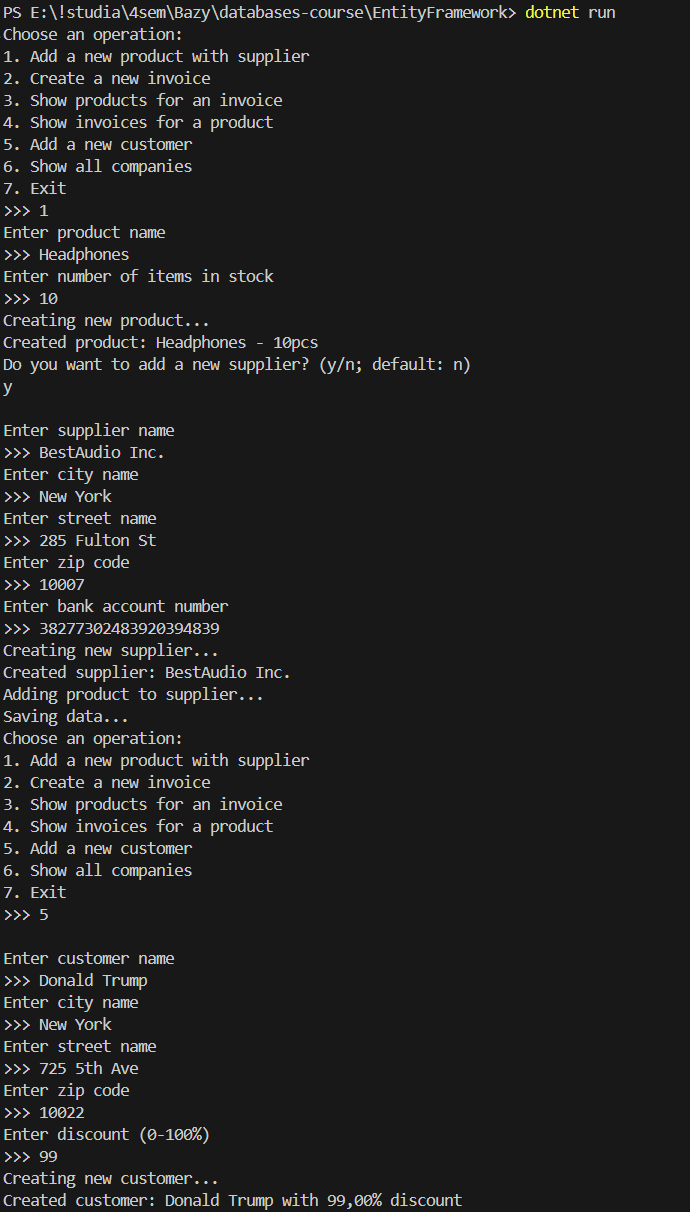 PS E:\!studia\4sem\Bazy\databases-course\EntityFramework> dotnet run
Choose an operation:
1. Add a new product with supplier
2. Create a new invoice
3. Show products for an invoice
4. Show invoices for a product
5. Add a new customer
6. Show all companies
7. Exit
>>> 1
Enter product name
>>> Headphones
Enter number of items in stock
>>> 10
Creating new product...
Created product: Headphones - 10pcs
Do you want to add a new supplier? (y/n; default: n)
y
Enter supplier name
>>> BestAudio Inc.
Enter city name
>>> New York
Enter street name
>>> 285 Fulton St
Enter zip code
>>> 10007
Enter bank account number
>>> 38277302483920394839
Creating new supplier...
Created supplier: BestAudio Inc.
Adding product to supplier...
Saving data...
Choose an operation:
1. Add a new product with supplier
2. Create a new invoice
3. Show products for an invoice
4. Show invoices for a product
5. Add a new customer
6. Show all companies
7. Exit
>>> 5
Enter customer name
>>> Donald Trump
Enter city name
>>> New York
Enter street name
>>> 725 5th Ave
Enter zip code
>>> 10022
Enter discount (0-100%)
>>> 99
Creating new customer...
Created customer: Donald Trump with 99,00% discount